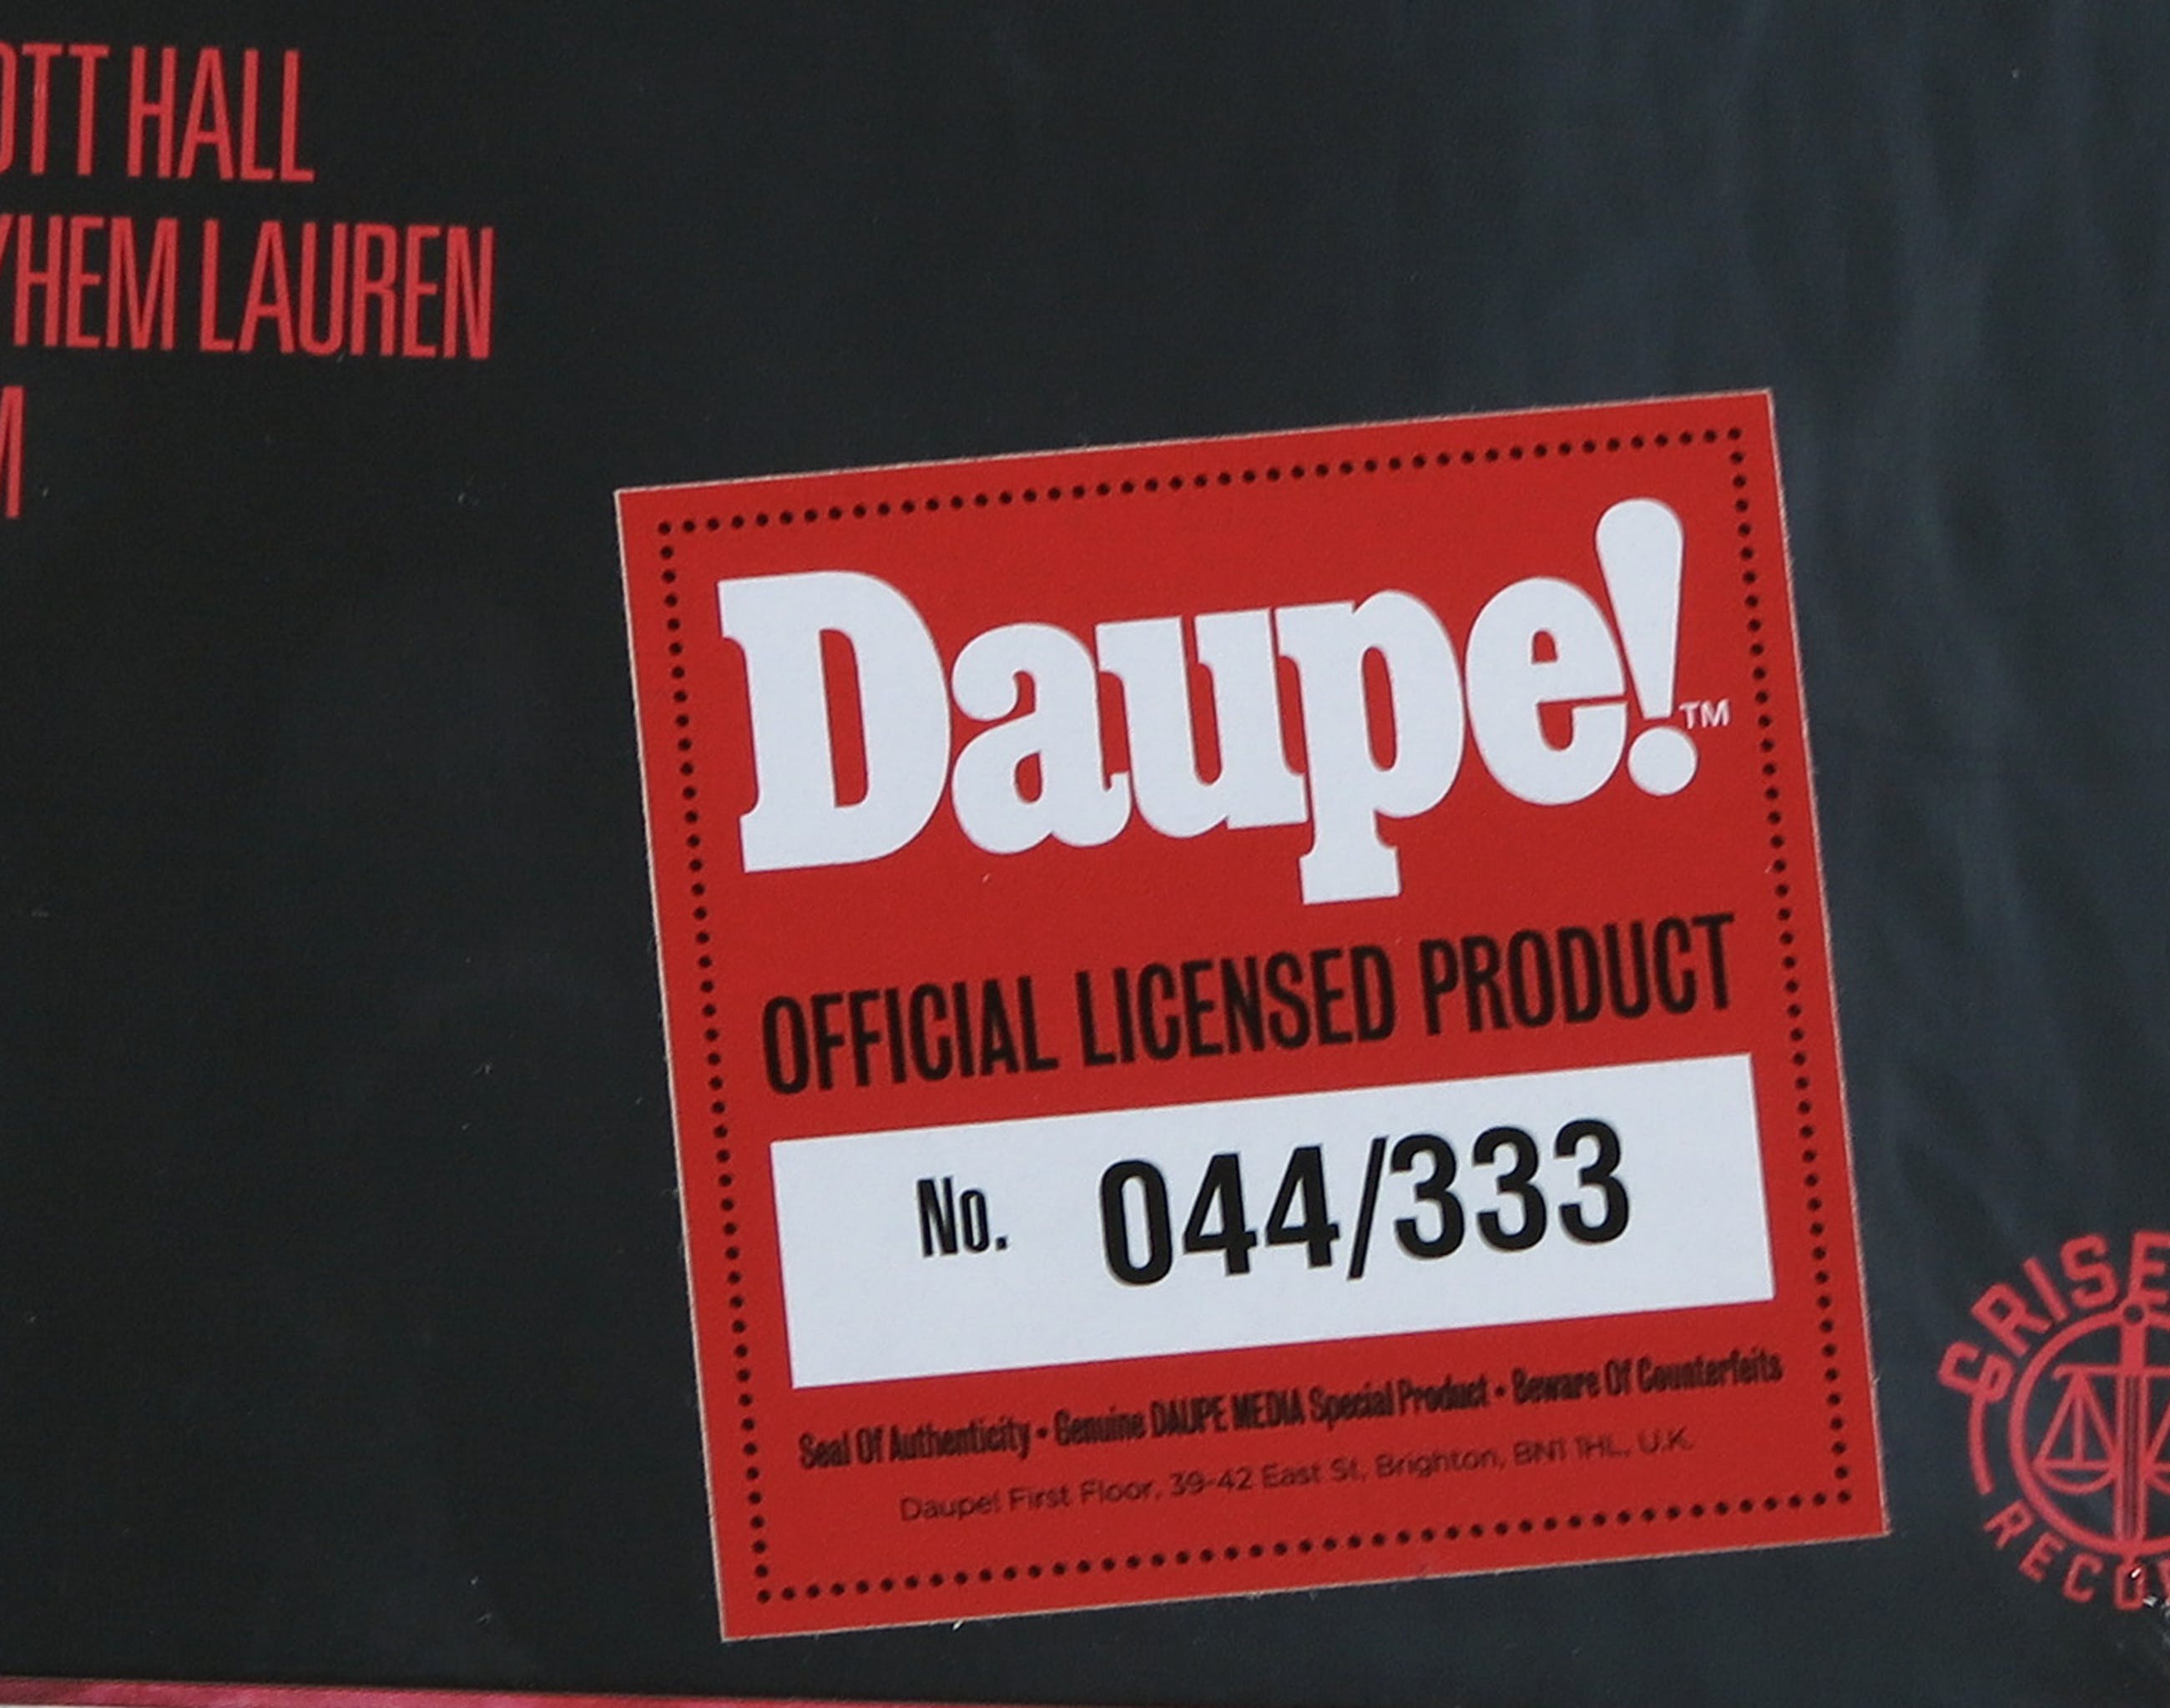 OTT HALL
YHEM LAUREN
M
Daupe!™
OFFICIAL LICENSED PRODUCT
No. 044/333
Seal Of Authenticity • Genuine DAUPE MEDIA Special Product • Beware Of Counterfeits
Daupe! First Floor, 39-42 East St, Brighton, BN1 1HL, U.K.
GRISE
RECO